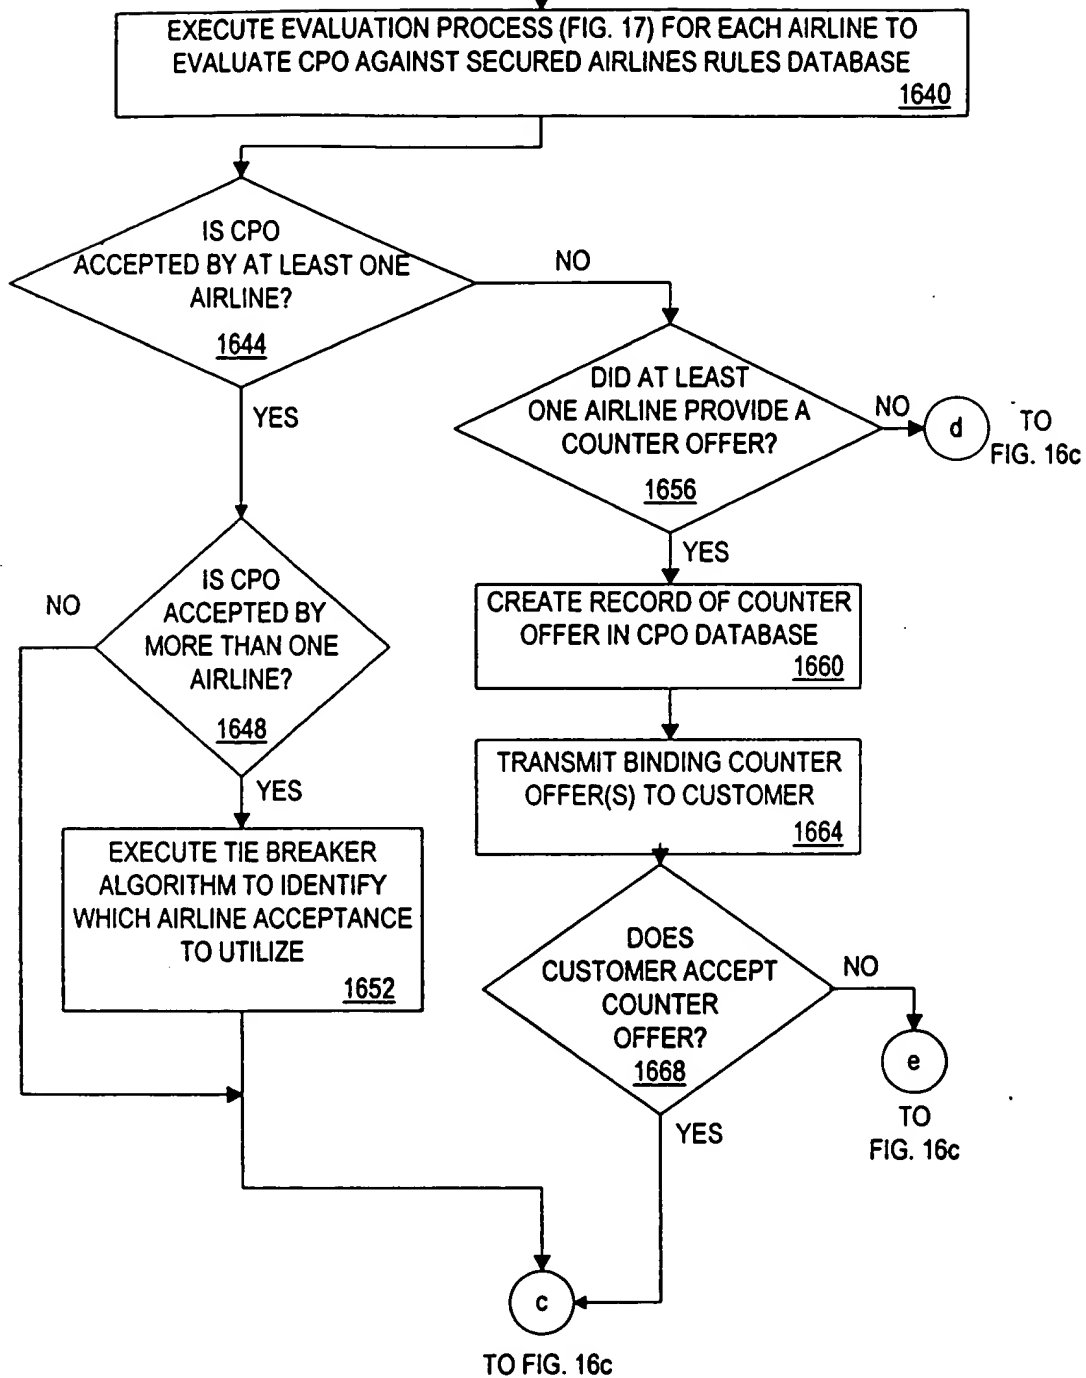 EXECUTE EVALUATION PROCESS (FIG. 17) FOR EACH AIRLINE TO
EVALUATE CPO AGAINST SECURED AIRLINES RULES DATABASE
1640
IS CPO
ACCEPTED BY AT LEAST ONE
AIRLINE?
1644
NO
YES
DID AT LEAST
ONE AIRLINE PROVIDE A
COUNTER OFFER?
1656
NO
d
TO
FIG. 16c
YES
IS CPO
ACCEPTED BY
MORE THAN ONE
AIRLINE?
1648
NO
YES
CREATE RECORD OF COUNTER
OFFER IN CPO DATABASE
1660
TRANSMIT BINDING COUNTER
OFFER(S) TO CUSTOMER
1664
EXECUTE TIE BREAKER
ALGORITHM TO IDENTIFY
WHICH AIRLINE ACCEPTANCE
TO UTILIZE
1652
DOES
CUSTOMER ACCEPT
COUNTER
OFFER?
1668
NO
e
TO
FIG. 16c
YES
c
TO FIG. 16c